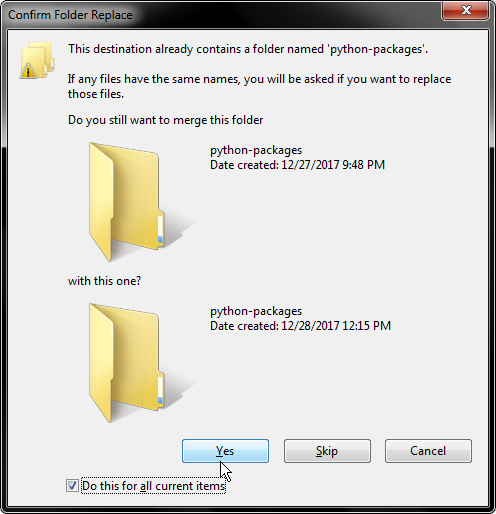 Confirm Folder Replace
This destination already contains a folder named 'python-packages'.
If any files have the same names, you will be asked if you want to replace
those files.
Do you still want to merge this folder
python-packages
Date created: 12/27/2017 9:48 PM
with this one?
python-packages
Date created: 12/28/2017 12:15 PM
Yes
Skip
Cancel
Do this for all current items